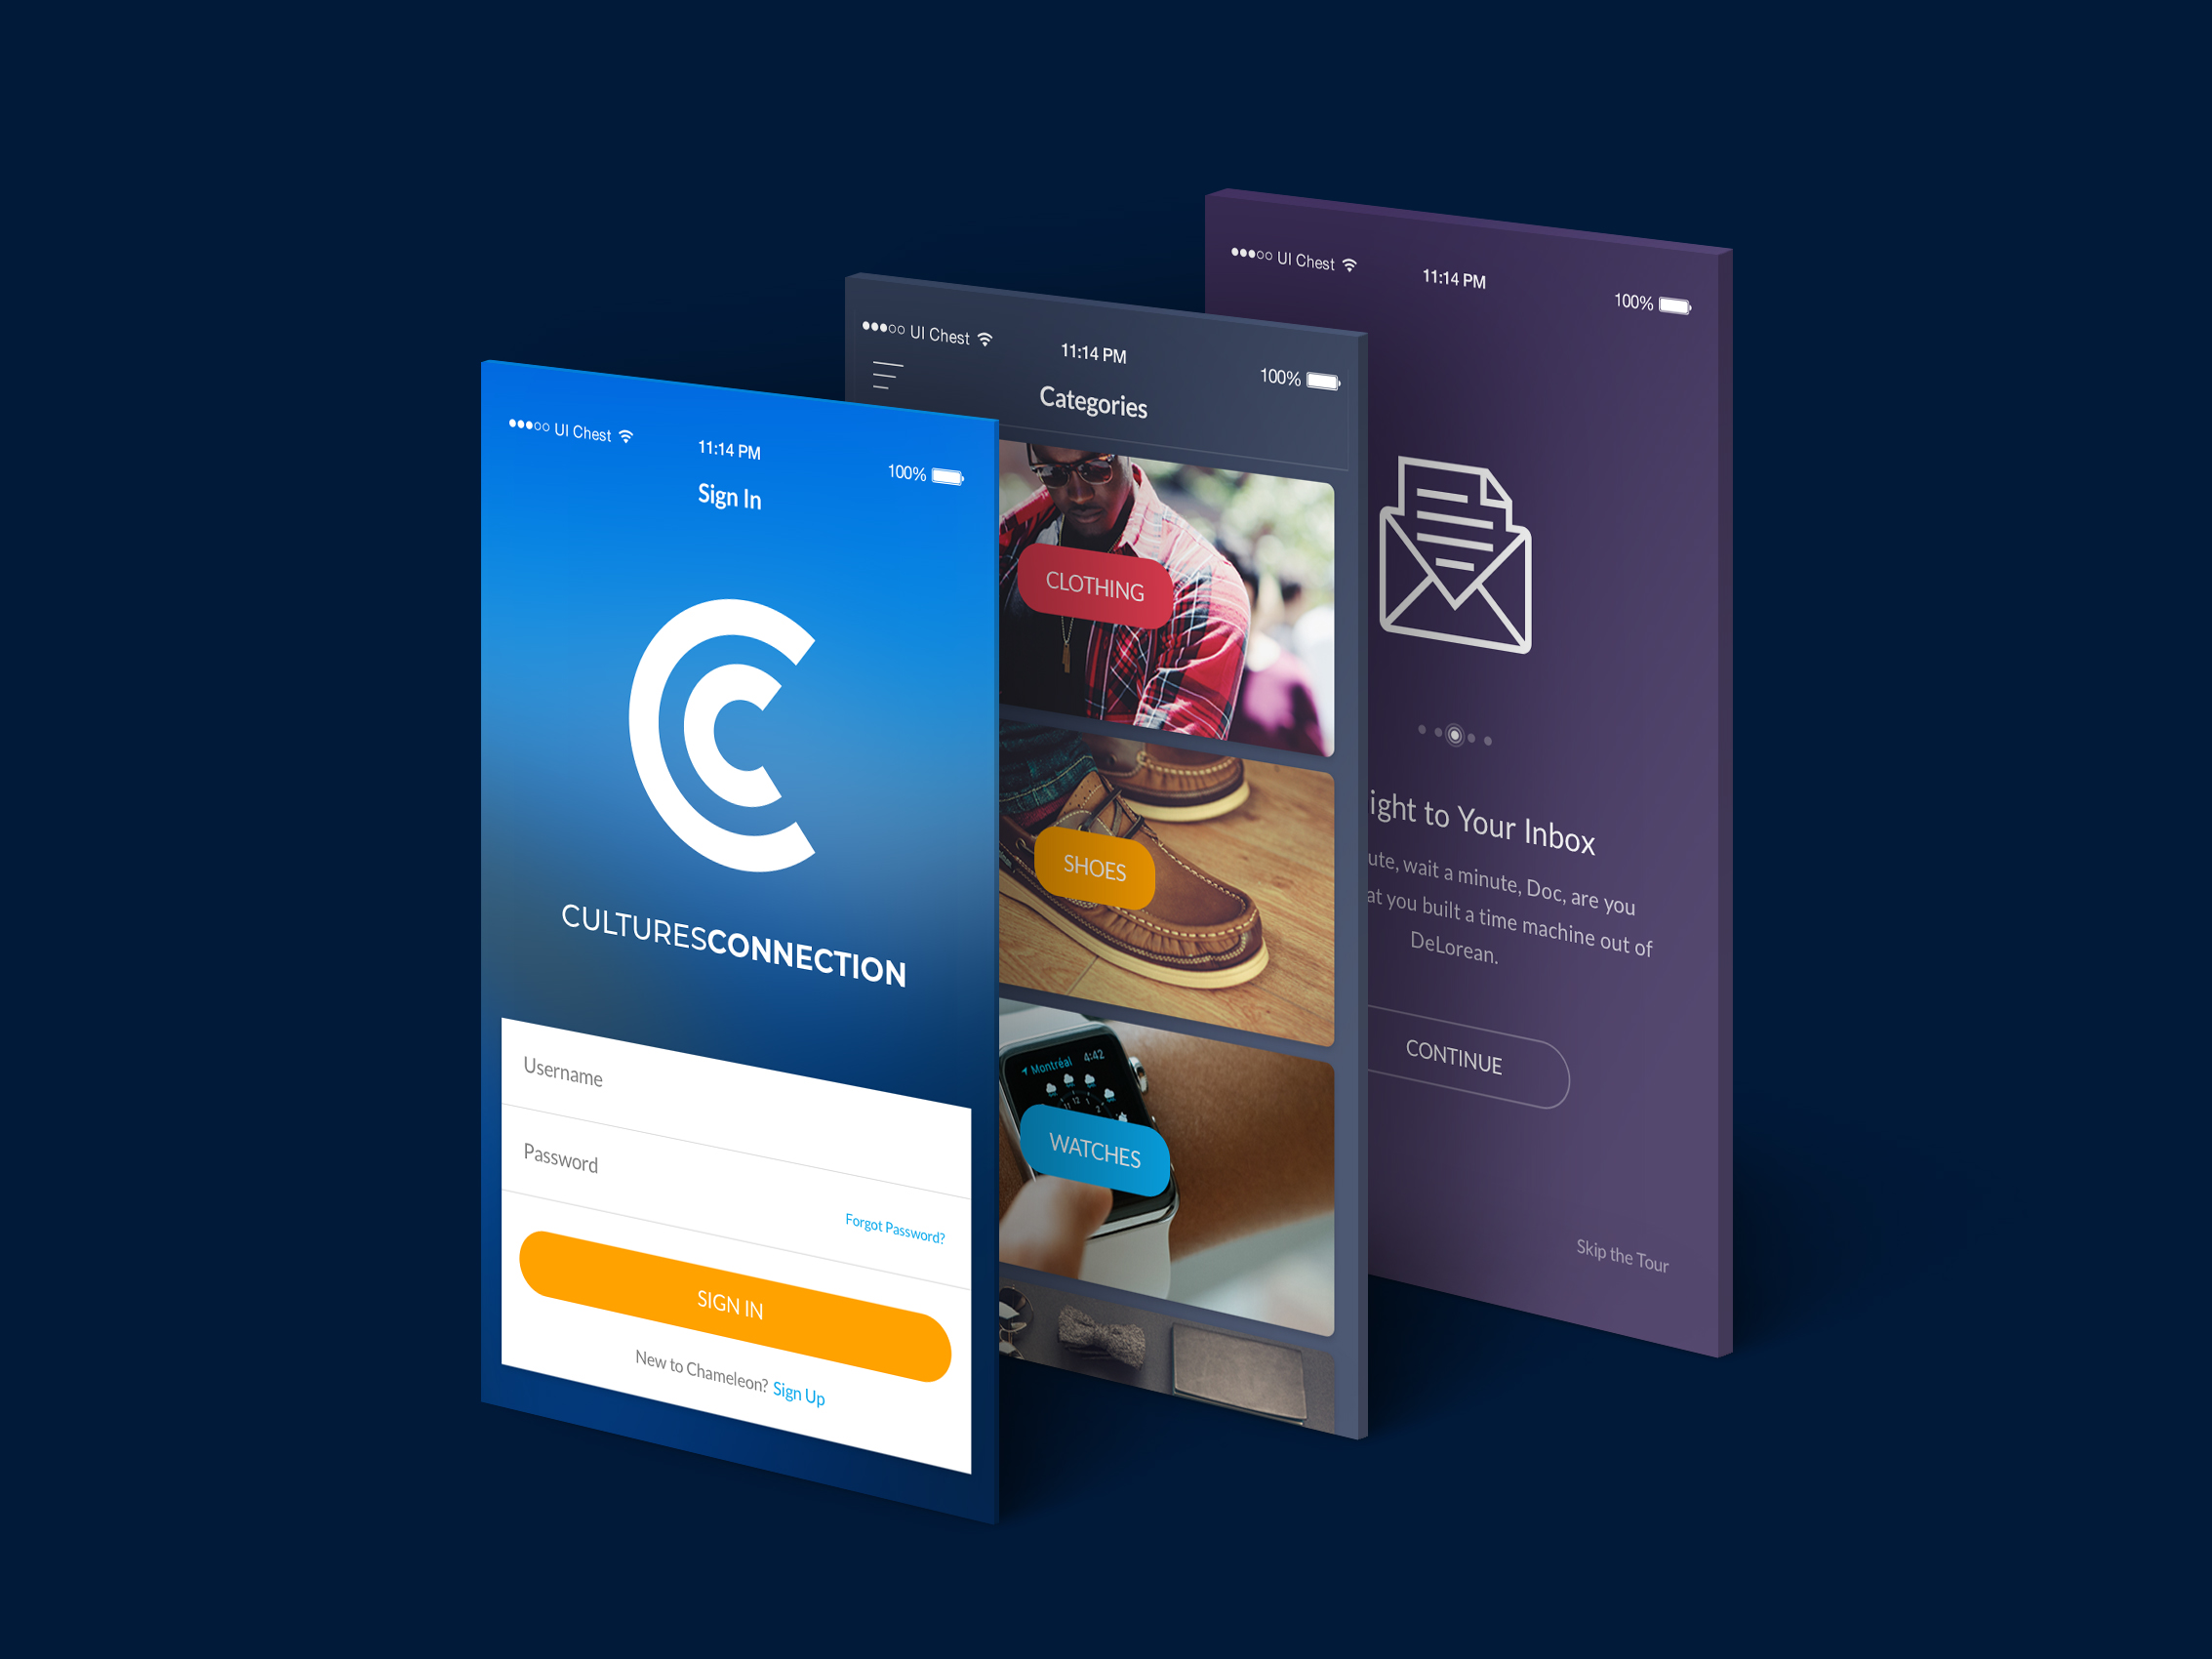 UI Chest
11:14 PM
100%
Sign In
CULTURESCONNECTION
Username
Password
Forgot Password?
SIGN IN
New to Chameleon? Sign Up
UI Chest
11:14 PM
100%
Categories
CLOTHING
SHOES
Montréal 4:42
WATCHES
UI Chest
11:14 PM
100%
to Your Inbox
wait a minute, Doc, are you
you built a time machine out of
DeLorean.
CONTINUE
Skip the Tour